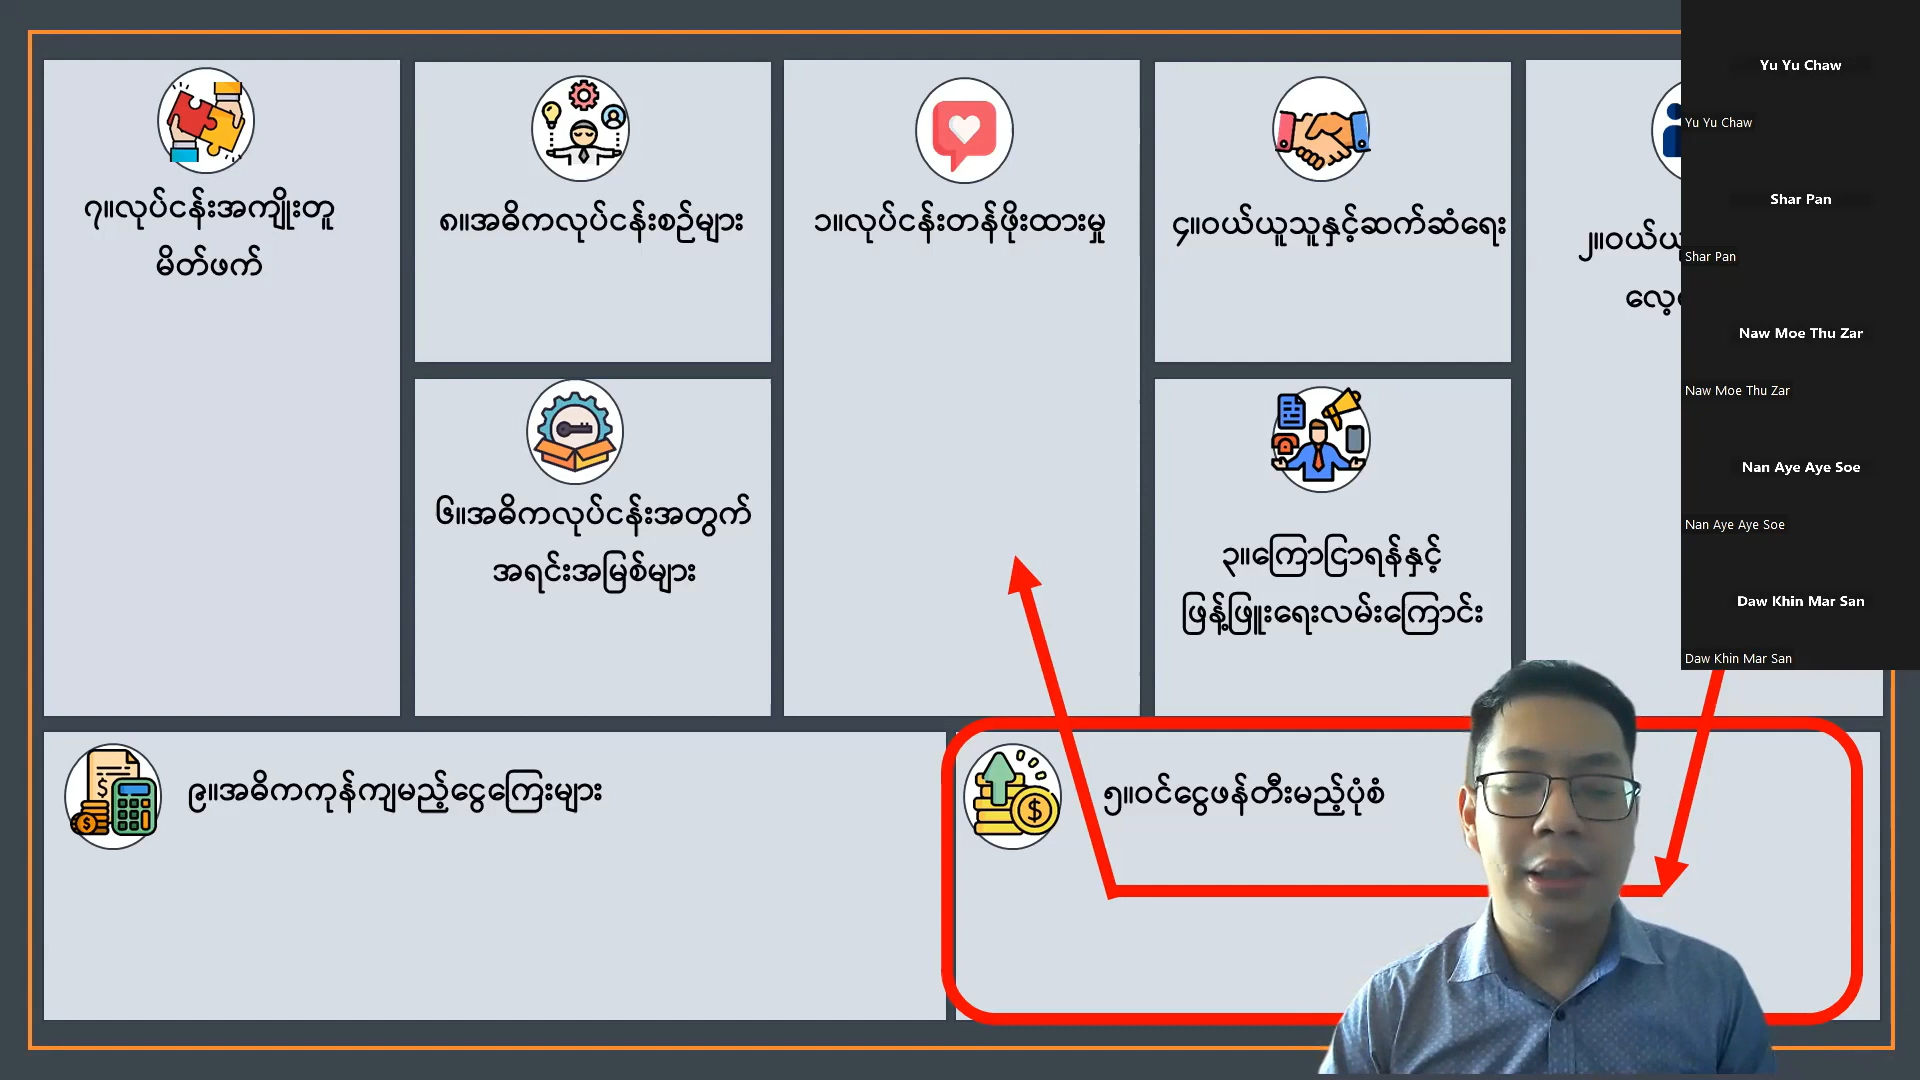 ၇။လုပ်ငန်းအကျိုးတူ
မိတ်ဖက်
၈။အဓိကလုပ်ငန်းစဉ်များ
၆။အဓိကလုပ်ငန်းအတွက်
အရင်းအမြစ်များ
၁။လုပ်ငန်းတန်ဖိုးထားမှု
၄။ဝယ်ယူသူနှင့်ဆက်ဆံရေး
၃။ကြော်ငြာရန်နှင့်
ဖြန့်ဖြူးရေးလမ်းကြောင်း
၉။အဓိကကုန်ကျမည့်ငွေကြေးများ
၅။ဝင်ငွေဖန်တီးမည့်ပုံစံ
Yu Yu Chaw
Yu Yu Chaw
Shar Pan
Shar Pan
Naw Moe Thu Zar
Naw Moe Thu Zar
Nan Aye Aye Soe
Nan Aye Aye Soe
Daw Khin Mar San
Daw Khin Mar San